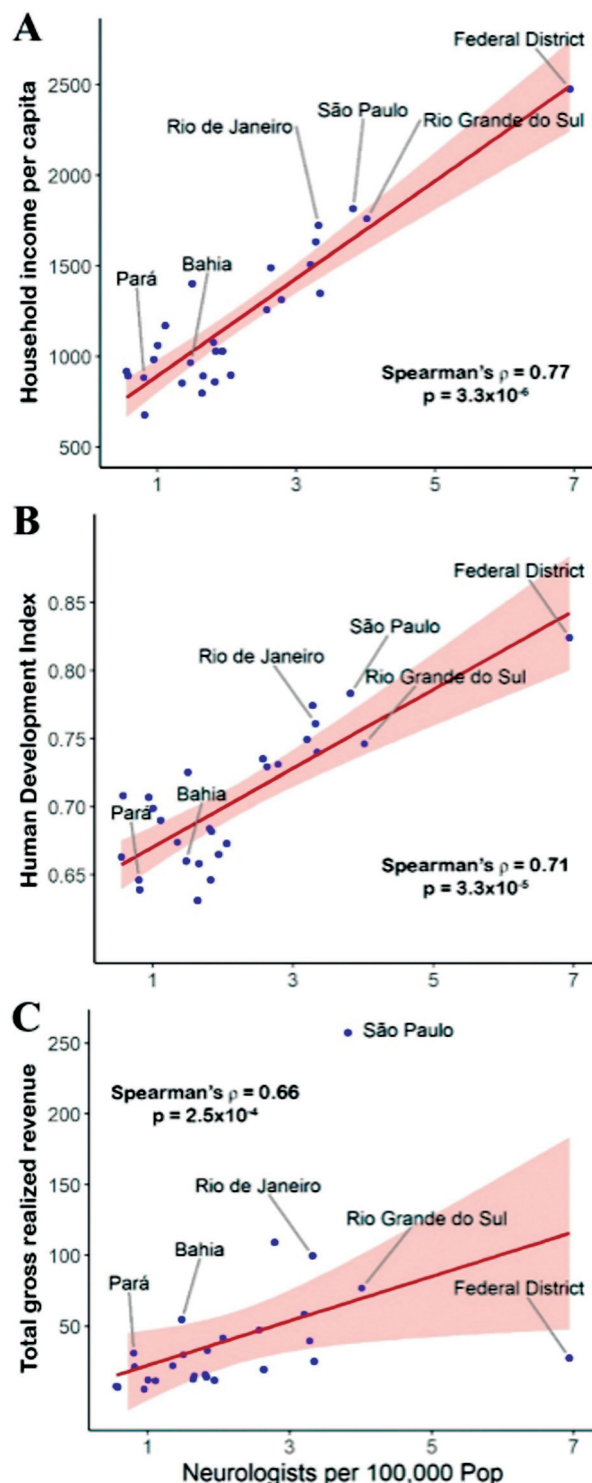 A
Household income per capita
2500
2000
1500
1000
500
Federal District
São Paulo
Rio de Janeiro
Rio Grande do Sul
Bahia
Pará
Spearman's ρ = 0.77
p = 3.3x10⁻⁶
1 3 5 7
B
Human Development Index
0.85
0.80
0.75
0.70
0.65
Federal District
São Paulo
Rio de Janeiro
Rio Grande do Sul
Bahia
Pará
Spearman's ρ = 0.71
p = 3.3x10⁻⁵
1 3 5 7
C
Total gross realized revenue
250
200
150
100
50
São Paulo
Spearman's ρ = 0.66
p = 2.5x10⁻⁴
Rio de Janeiro
Rio Grande do Sul
Bahia
Pará
Federal District
1 3 5 7
Neurologists per 100,000 Pop